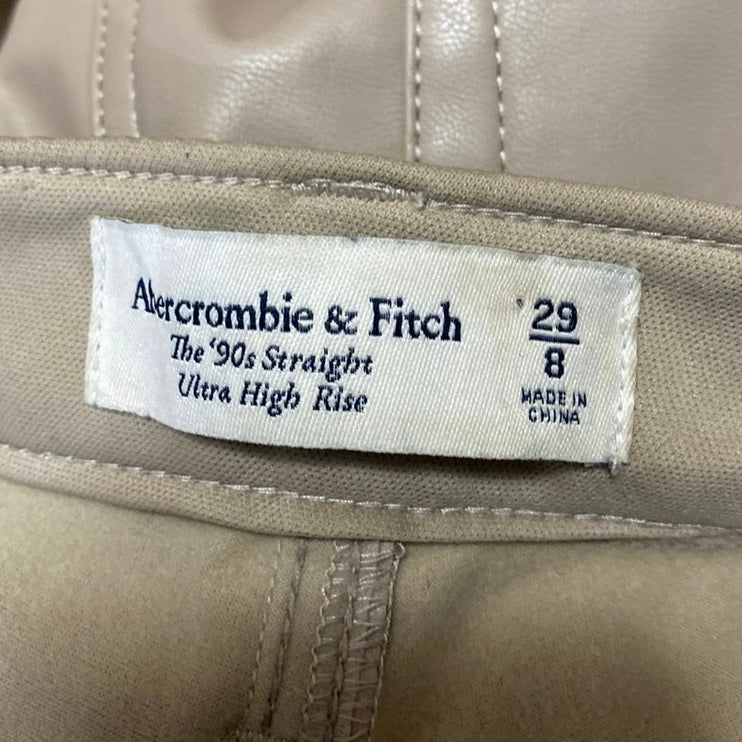 Abercrombie & Fitch
The '90s Straight
Ultra High Rise
29
8
MADE IN
CHINA